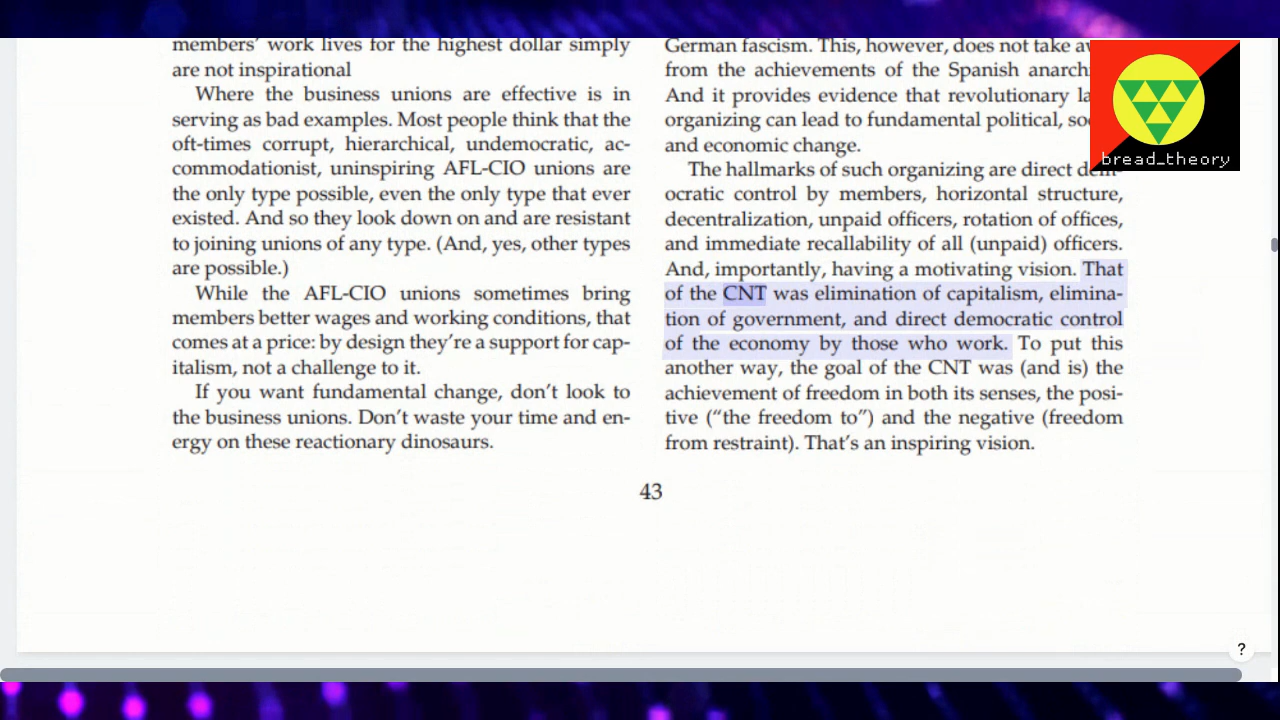 members' work lives for the highest dollar simply
are not inspirational
Where the business unions are effective is in
serving as bad examples. Most people think that the
oft-times corrupt, hierarchical, undemocratic, ac-
commodationist, uninspiring AFL-CIO unions are
the only type possible, even the only type that ever
existed. And so they look down on and are resistant
to joining unions of any type. (And, yes, other types
are possible.)
While the AFL-CIO unions sometimes bring
members better wages and working conditions, that
comes at a price: by design they're a support for cap-
italism, not a challenge to it.
If you want fundamental change, don't look to
the business unions. Don't waste your time and en-
ergy on these reactionary dinosaurs.
German fascism. This, however, does not take
from the achievements of the Spanish
And it provides evidence that revolutionary
organizing can lead to fundamental political,
and economic change.
The hallmarks of such organizing are direct dem-
ocratic control by members, horizontal structure,
decentralization, unpaid officers, rotation of offices,
and immediate recallability of all (unpaid) officers.
And, importantly, having a motivating vision. That
of the CNT was elimination of capitalism, elimina-
tion of government, and direct democratic control
of the economy by those who work. To put this
another way, the goal of the CNT was (and is) the
achievement of freedom in both its senses, the posi-
tive ("the freedom to") and the negative (freedom
from restraint). That's an inspiring vision.
43
bread_theory
?